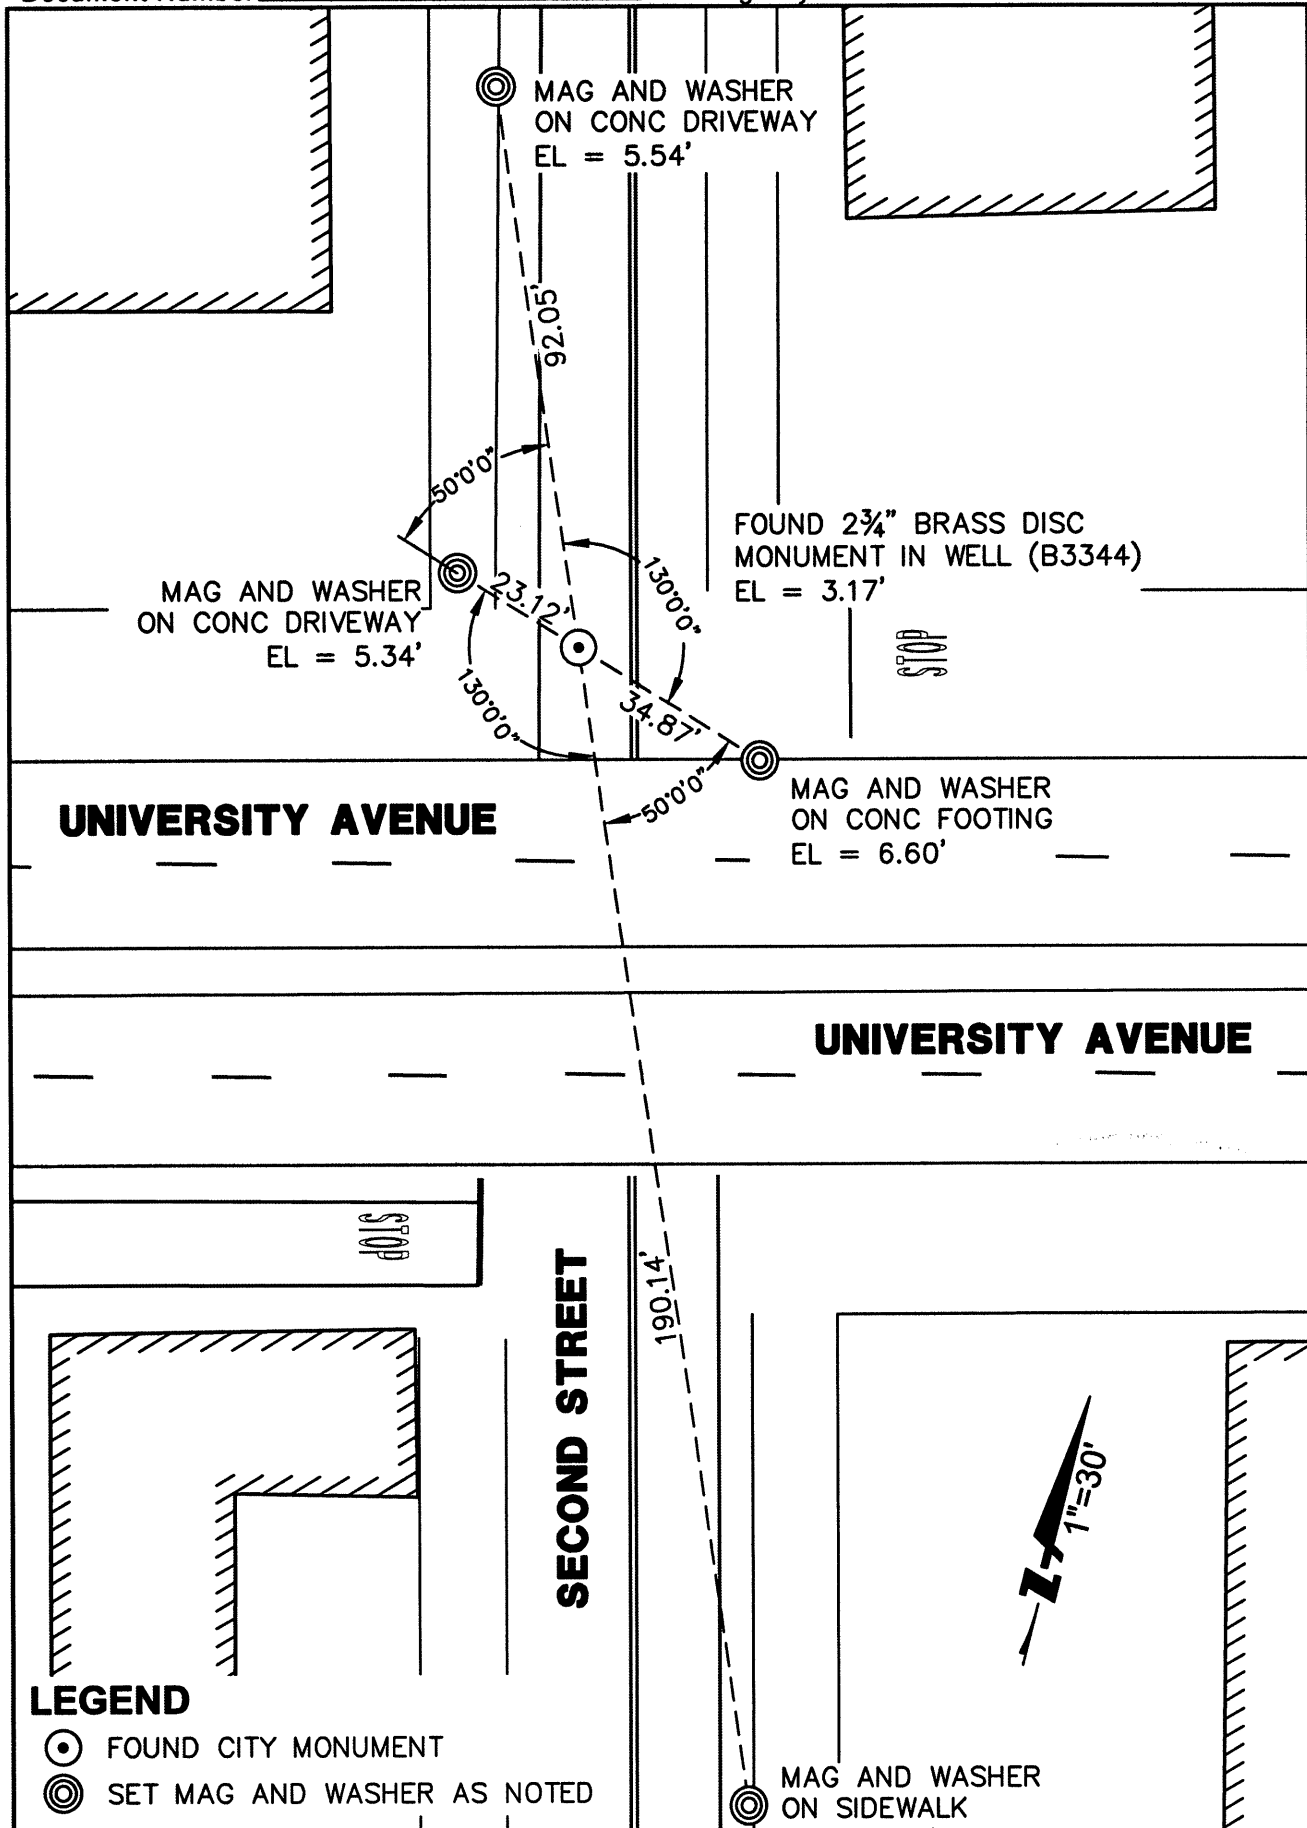 MAG AND WASHER
ON CONC DRIVEWAY
EL = 5.54'
92.05'
50°0'0"
FOUND 2¾" BRASS DISC
MONUMENT IN WELL (B3344)
EL = 3.17'
130°0'0"
MAG AND WASHER
ON CONC DRIVEWAY
EL = 5.34'
23.12'
STOP
130°0'0"
34.87'
50°0'0"
MAG AND WASHER
ON CONC FOOTING
EL = 6.60'
UNIVERSITY AVENUE
UNIVERSITY AVENUE
STOP
SECOND STREET
190.14'
1"=30'
N
LEGEND
FOUND CITY MONUMENT
SET MAG AND WASHER AS NOTED
MAG AND WASHER
ON SIDEWALK